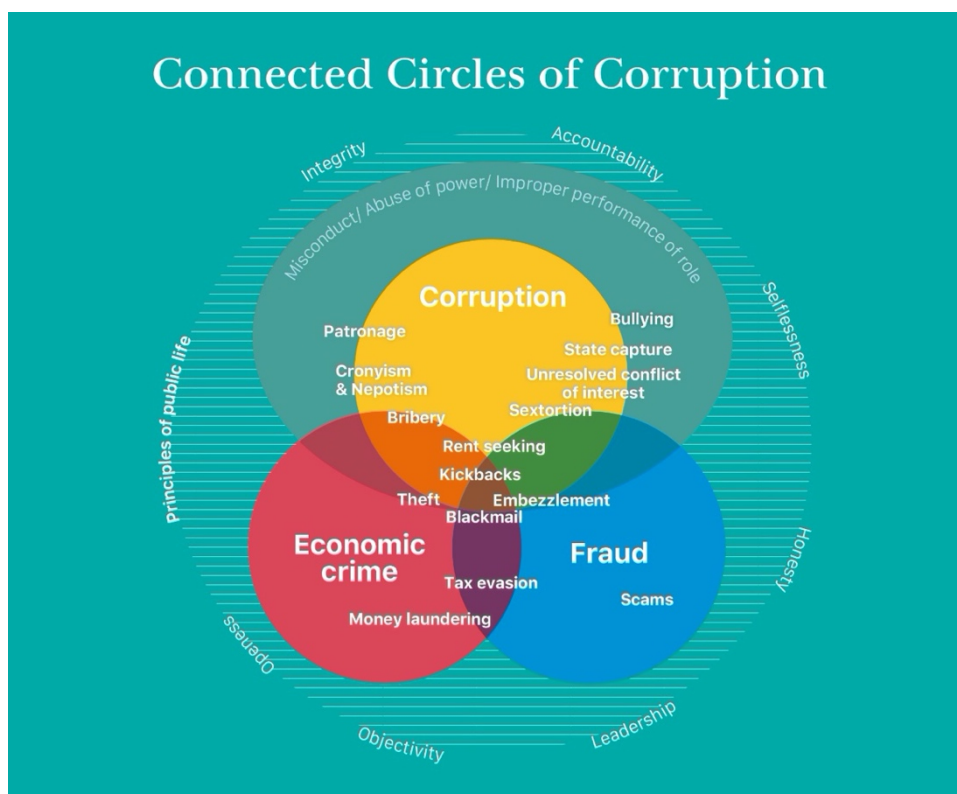 Connected Circles of Corruption
Integrity
Accountability
Misconduct/ Abuse of power/ Improper performance of role
Selflessness
Principles of public life
Corruption
Patronage
Bullying
State capture
Cronyism
& Nepotism
Unresolved conflict
of interest
Sextortion
Bribery
Rent seeking
Kickbacks
Theft
Embezzlement
Blackmail
Economic
crime
Fraud
Honesty
Tax evasion
Scams
Money laundering
Openess
Objectivity
Leadership